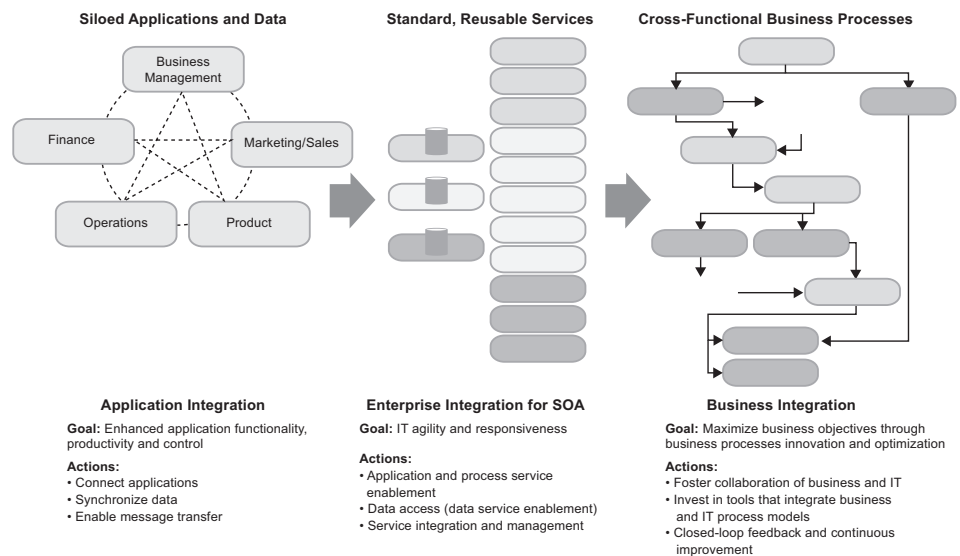 Siloed Applications and Data
Business
Management
Finance
Marketing/Sales
Operations
Product
Standard, Reusable Services
Cross-Functional Business Processes
Application Integration
Goal: Enhanced application functionality,
productivity and control
Actions:
• Connect applications
• Synchronize data
• Enable message transfer
Enterprise Integration for SOA
Goal: IT agility and responsiveness
Actions:
• Application and process service
enablement
• Data access (data service enablement)
• Service integration and management
Business Integration
Goal: Maximize business objectives through
business processes innovation and optimization
Actions:
• Foster collaboration of business and IT
• Invest in tools that integrate business
and IT process models
• Closed-loop feedback and continuous
improvement